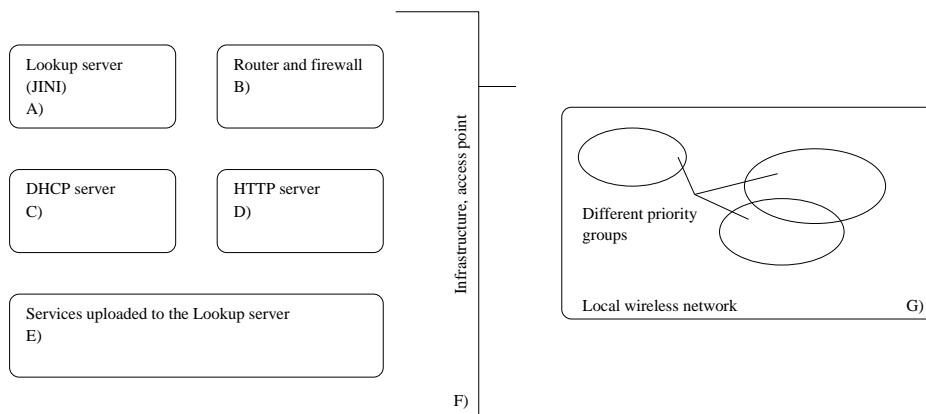 Lookup server
(JINI)
A)
Router and firewall
B)
DHCP server
C)
HTTP server
D)
Services uploaded to the Lookup server
E)
Infrastructure, access point
F)
Different priority
groups
Local wireless network
G)